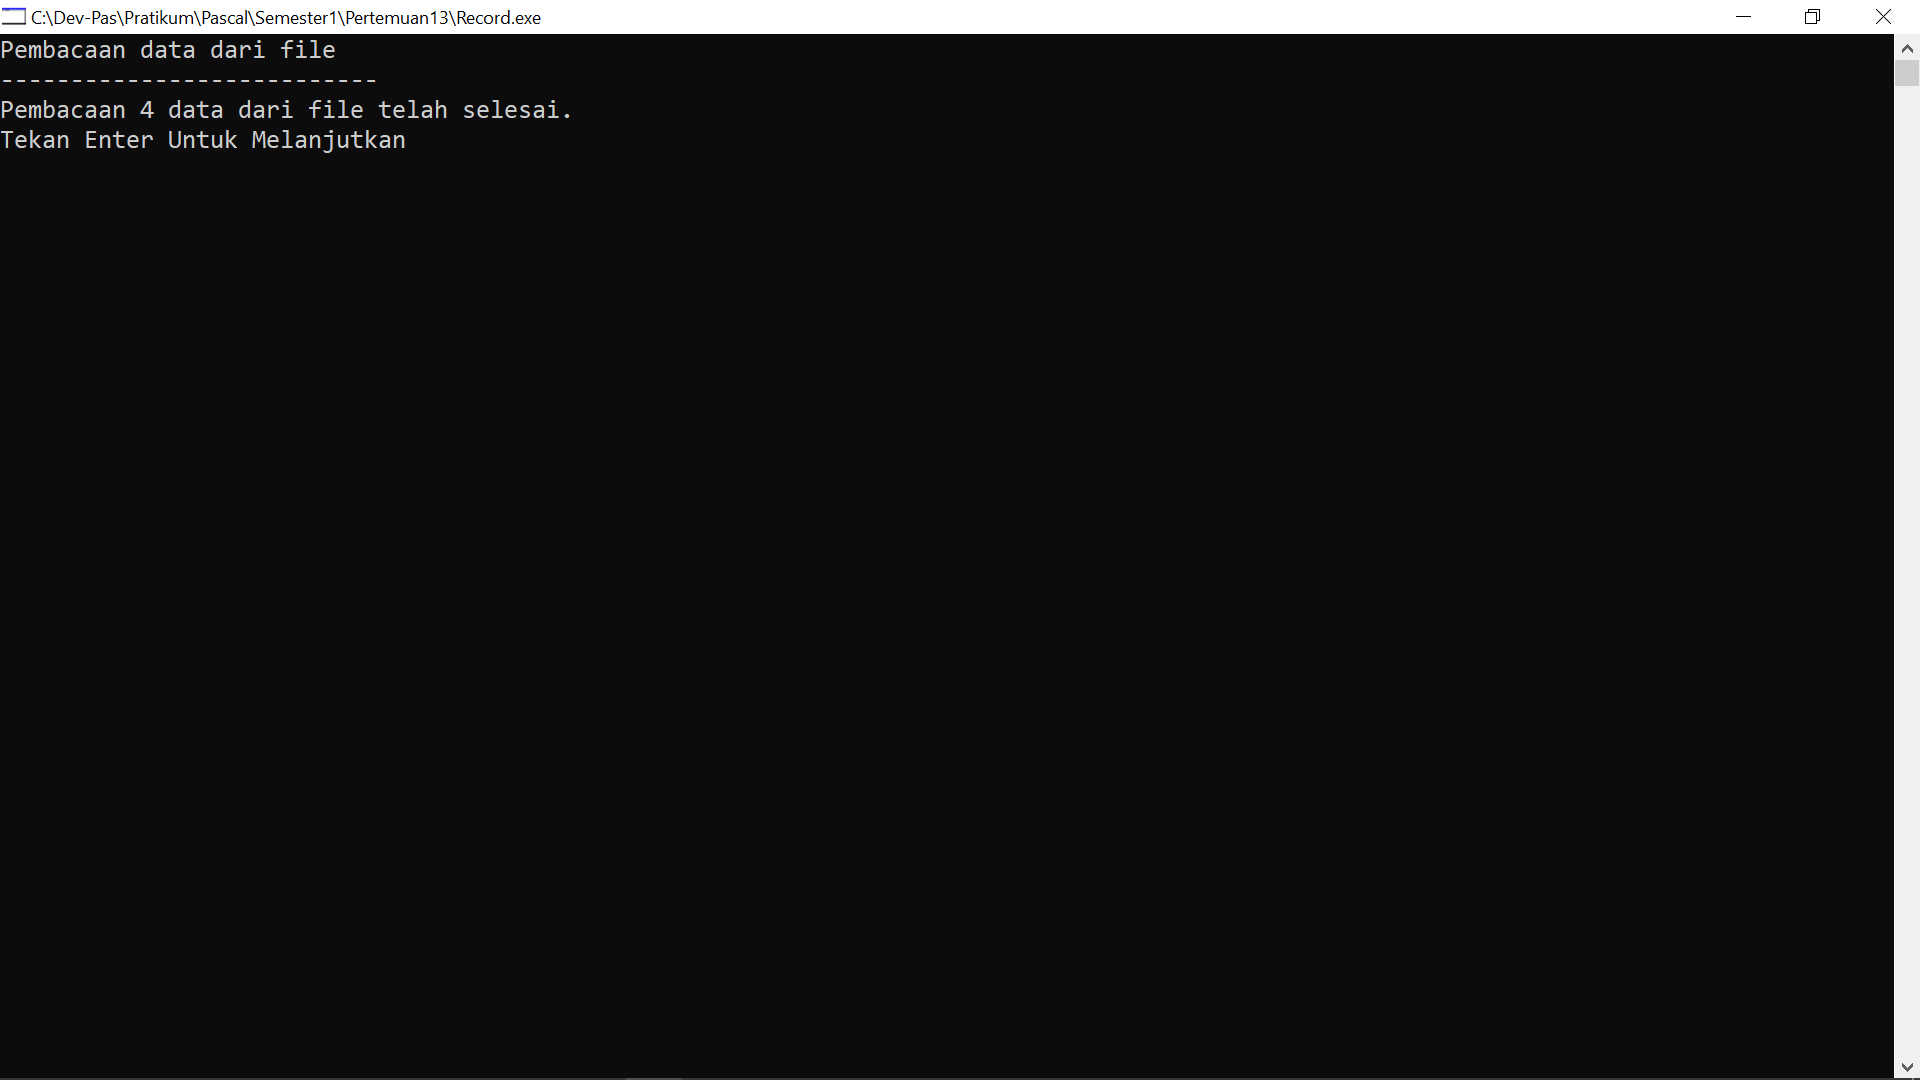 C:\Dev-Pas\Pratikum\Pascal\Semester1\Pertemuan13\Record.exe
Pembacaan data dari file
---------------------------
Pembacaan 4 data dari file telah selesai.
Tekan Enter Untuk Melanjutkan